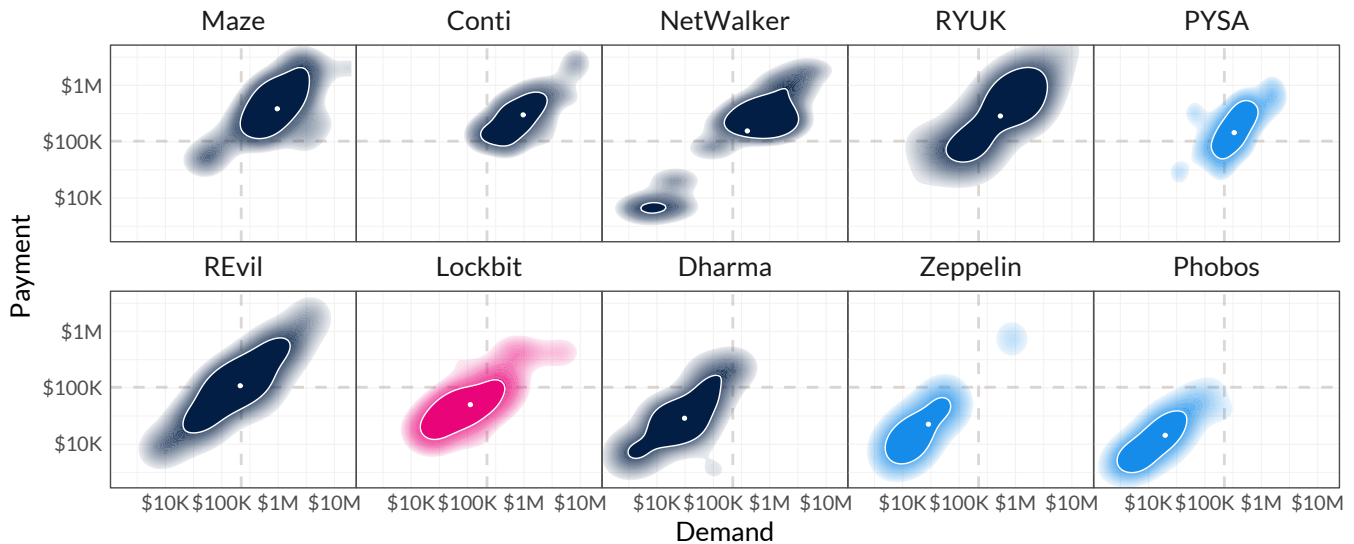 Maze Conti NetWalker RYUK PYSA
$1M
$100K
$10K
Payment
REvil Lockbit Dharma Zeppelin Phobos
$1M
$100K
$10K
$10K $100K $1M $10M $10K $100K $1M $10M $10K $100K $1M $10M $10K $100K $1M $10M $10K $100K $1M $10M
Demand